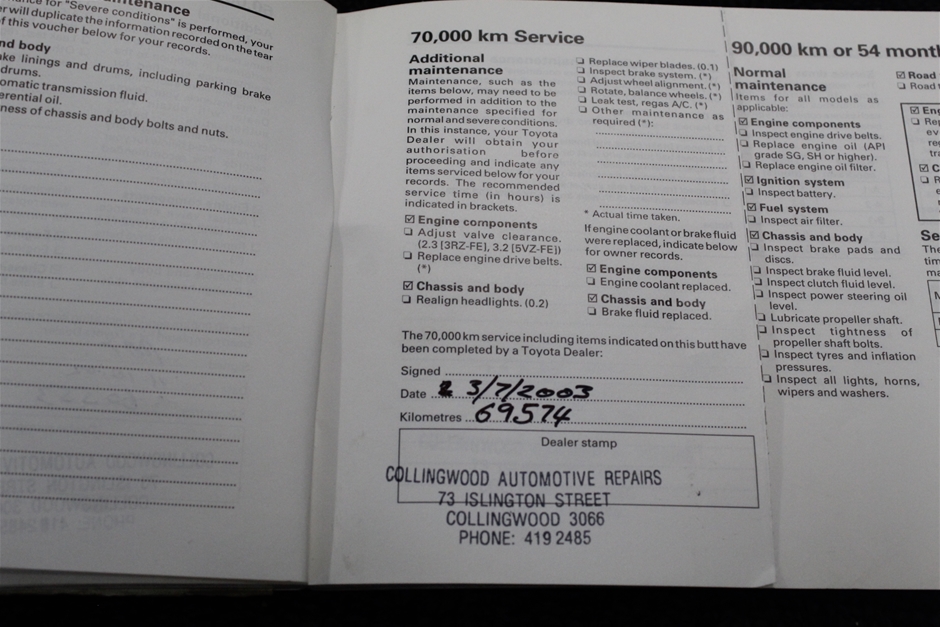 ance for "Severe conditions" is performed, your
er will duplicate the information recorded on the tear
f this voucher below for your records.
nd body
ake linings and drums, including parking brake
drums.
omatic transmission fluid.
erential oil.
ness of chassis and body bolts and nuts.
70,000 km Service
Additional
maintenance
Maintenance, such as the
items below, may need to be
performed in addition to the
maintenance specified for
normal and severe conditions.
In this instance, your Toyota
Dealer will obtain your
authorisation before
proceeding and indicate any
items serviced below for your
records. The recommended
service time (in hours) is
indicated in brackets.
☑ Engine components
❏ Adjust valve clearance.
(2.3 [3RZ-FE], 3.2 [5VZ-FE])
❏ Replace engine drive belts.
(*)
☑ Chassis and body
❏ Realign headlights. (0.2)
❏ Replace wiper blades. (0.1)
❏ Inspect brake system. (*)
❏ Adjust wheel alignment. (*)
❏ Rotate, balance wheels. (*)
❏ Leak test, regas A/C. (*)
❏ Other maintenance as
required (*):
* Actual time taken.
If engine coolant or brake fluid
were replaced, indicate below
for owner records.
☑ Engine components
❏ Engine coolant replaced.
☑ Chassis and body
❏ Brake fluid replaced.
The 70,000 km service including items indicated on this butt have
been completed by a Toyota Dealer:
Signed
Date 3/7/2003
Kilometres 69574
Dealer stamp
COLLINGWOOD AUTOMOTIVE REPAIRS
73 ISLINGTON STREET
COLLINGWOOD 3066
PHONE: 419 2485
90,000 km or 54 month
Normal
maintenance
Items for all models as
applicable:
☑ Engine components
❏ Inspect engine drive belts.
❏ Replace engine oil (API
grade SG, SH or higher).
❏ Replace engine oil filter.
☑ Ignition system
❏ Inspect battery.
☑ Fuel system
❏ Inspect air filter.
☑ Chassis and body
❏ Inspect brake pads and
discs.
❏ Inspect brake fluid level.
❏ Inspect clutch fluid level.
❏ Inspect power steering oil
level.
❏ Lubricate propeller shaft.
❏ Inspect tightness of
propeller shaft bolts.
❏ Inspect tyres and inflation
pressures.
❏ Inspect all lights, horns,
wipers and washers.
☑ Road
❏ Road t
☑ Eng
❏ Rep
☑ C
Se
The